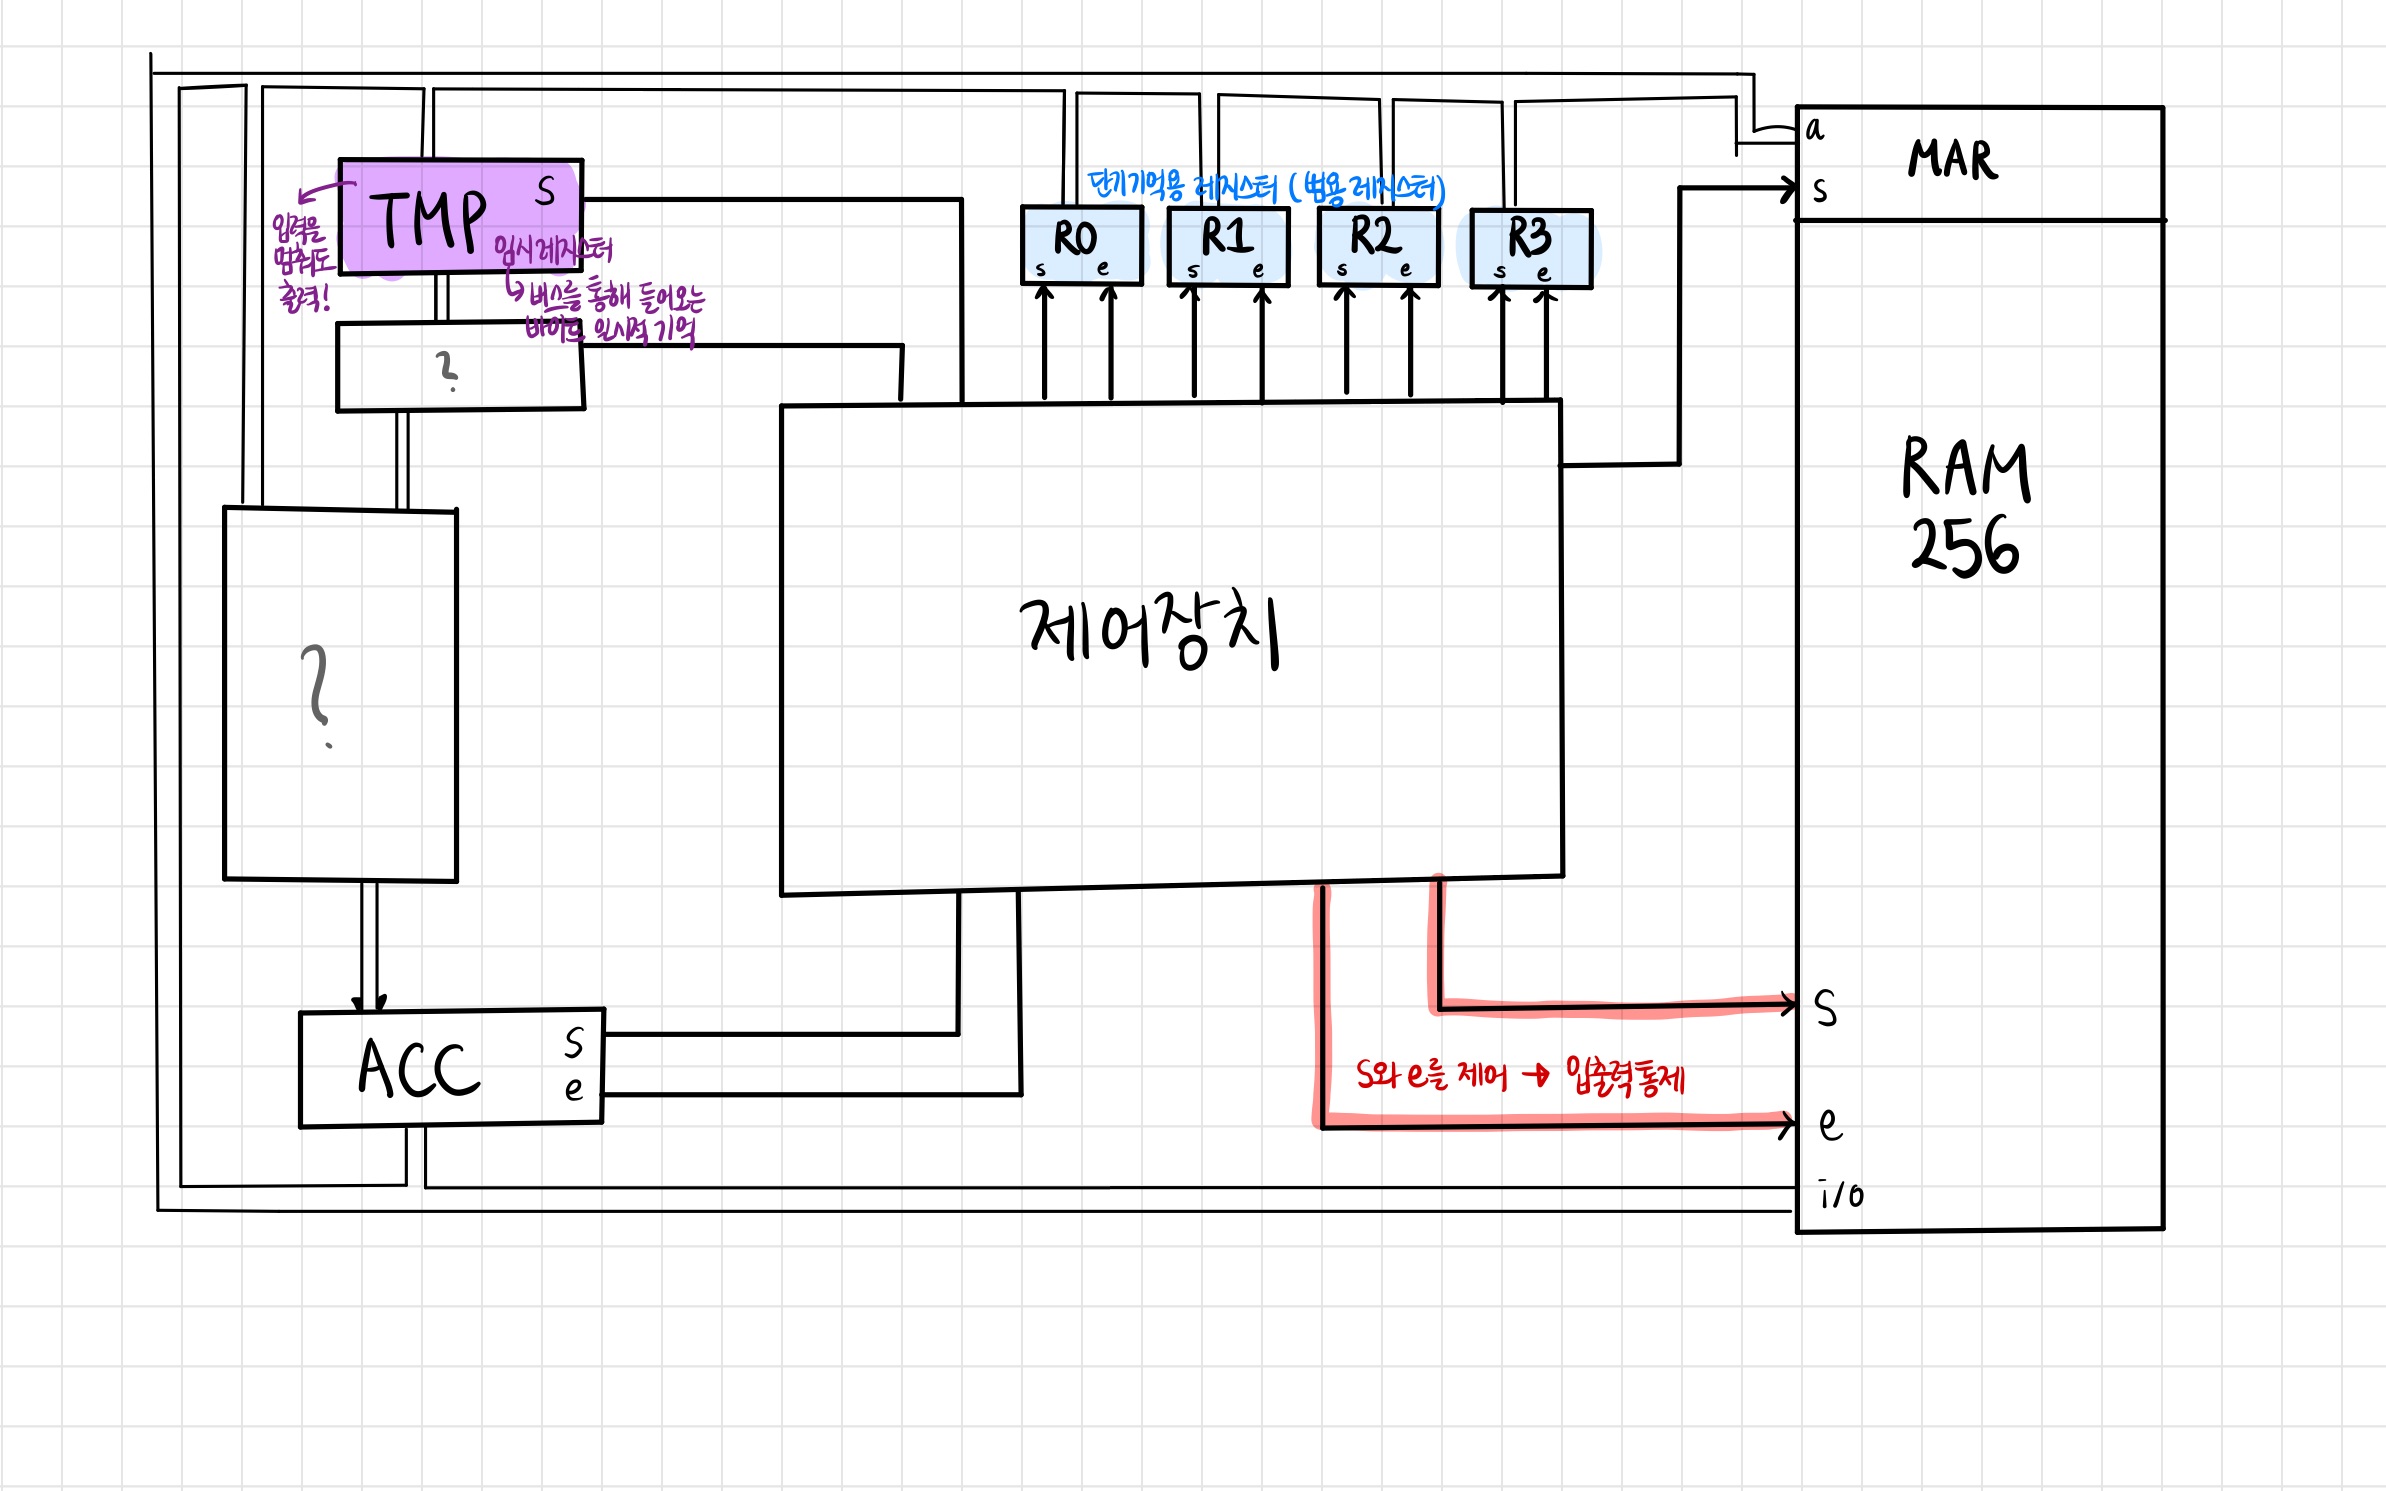 a
MAR
s
TMP
S
입력을
멈춰도
출력!
임시레지스터
버스를 통해 들어오는
바이트 일시적 기억
?
단기기억용 레지스터 (범용 레지스터)
R0
s e
R1
s e
R2
s e
R3
s e
RAM
256
제어장치
?
ACC
s
e
S와 e를 제어 → 입출력통제
S
e
i/o